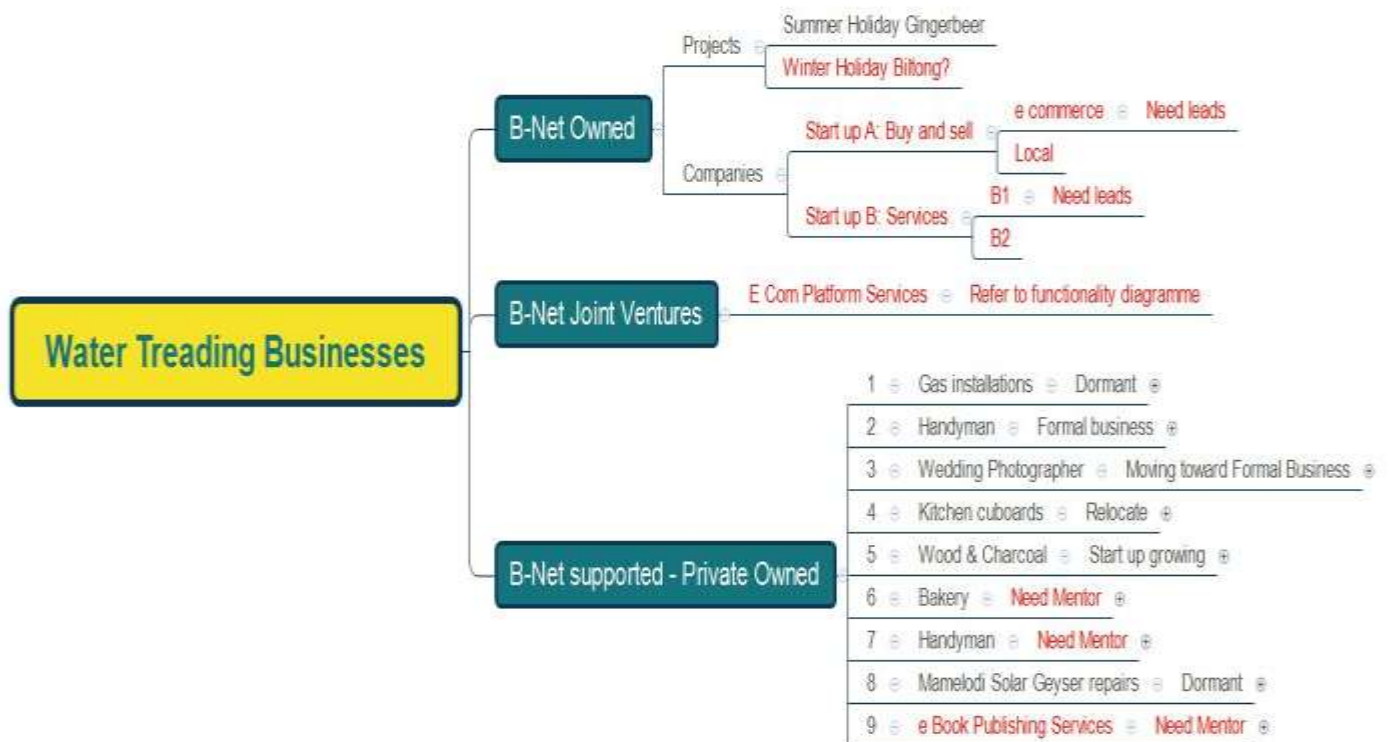 Water Treading Businesses
B-Net Owned
Projects
Summer Holiday Gingerbeer
Winter Holiday Biltong?
Companies
Start up A: Buy and sell
e commerce Need leads
Local
Start up B: Services
B1 Need leads
B2
B-Net Joint Ventures
E Com Platform Services Refer to functionality diagramme
B-Net supported - Private Owned
1 Gas installations Dormant
2 Handyman Formal business
3 Wedding Photographer Moving toward Formal Business
4 Kitchen cuboards Relocate
5 Wood & Charcoal Start up growing
6 Bakery Need Mentor
7 Handyman Need Mentor
8 Mamelodi Solar Geyser repairs Dormant
9 e Book Publishing Services Need Mentor